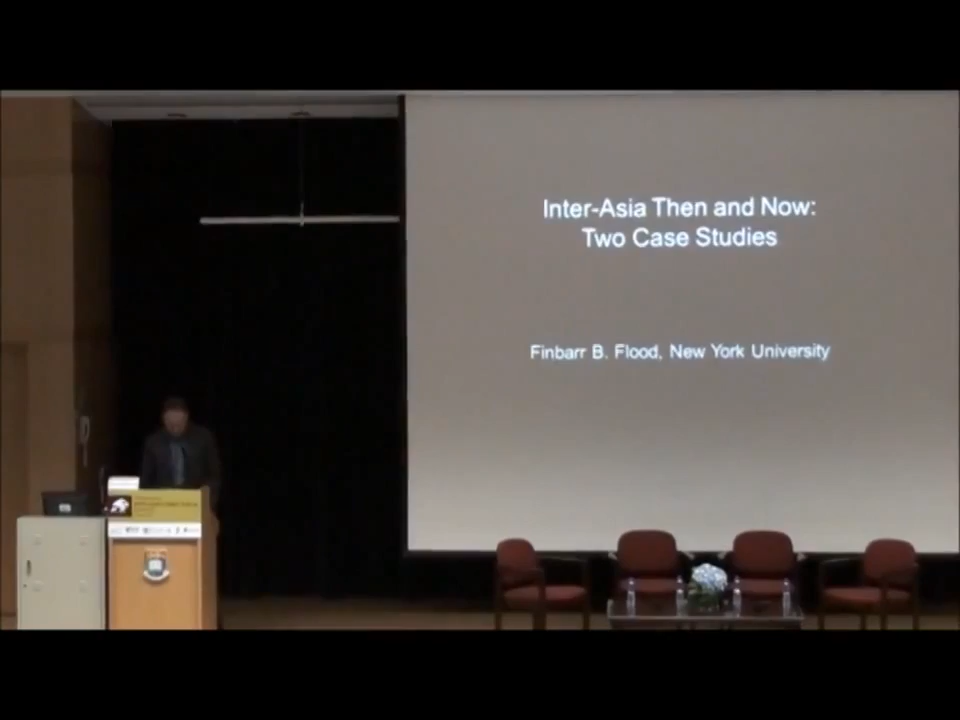 Inter-Asia Then and Now:
Two Case Studies
Finbarr B. Flood, New York University